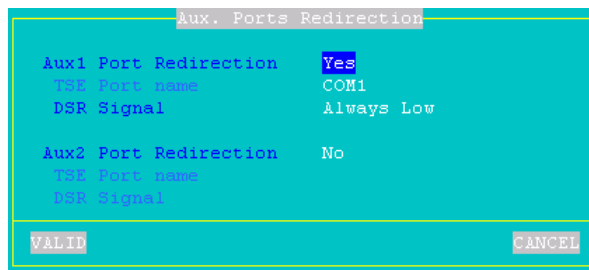 Aux. Ports Redirection
Aux1 Port Redirection Yes
TSE Port name COM1
DSR Signal Always Low
Aux2 Port Redirection No
TSE Port name
DSR Signal
VALID CANCEL